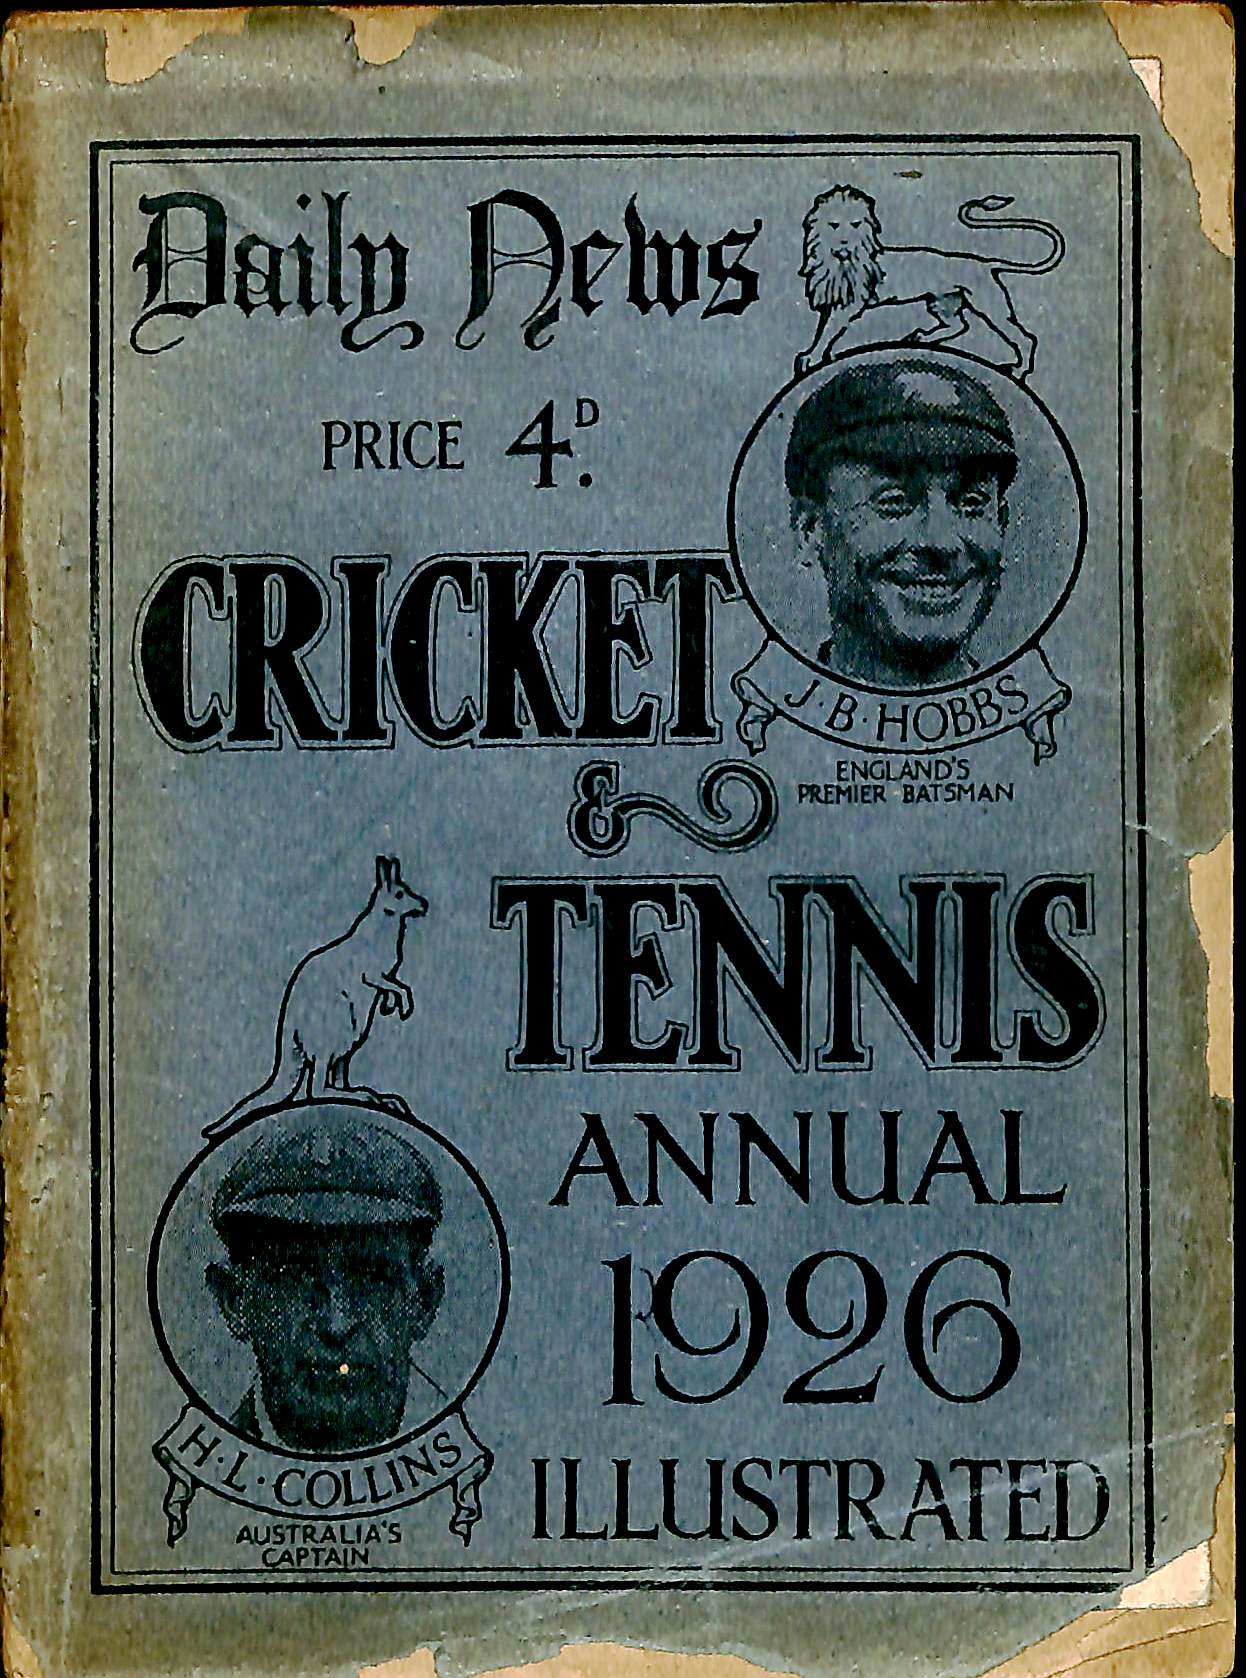 Daily News
PRICE 4D.
CRICKET
J·B·HOBBS
ENGLAND'S
PREMIER BATSMAN
&
TENNIS
ANNUAL
1926
H·L·COLLINS
AUSTRALIA'S
CAPTAIN
ILLUSTRATED